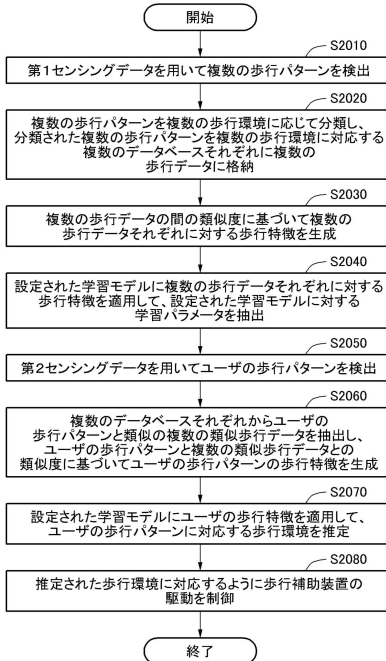 開始
S2010
第1センシングデータを用いて複数の歩行パターンを検出
S2020
複数の歩行パターンを複数の歩行環境に応じて分類し、
分類された複数の歩行パターンを複数の歩行環境に対応する
複数のデータベースそれぞれに複数の
歩行データに格納
S2030
複数の歩行データの間の類似度に基づいて複数の
歩行データそれぞれに対する歩行特徴を生成
S2040
設定された学習モデルに複数の歩行データそれぞれに対する
歩行特徴を適用して、設定された学習モデルに対する
学習パラメータを抽出
S2050
第2センシングデータを用いてユーザの歩行パターンを検出
S2060
複数のデータベースそれぞれからユーザの
歩行パターンと類似の複数の類似歩行データを抽出し、
ユーザの歩行パターンと複数の類似歩行データとの
類似度に基づいてユーザの歩行パターンの歩行特徴を生成
S2070
設定された学習モデルにユーザの歩行特徴を適用して、
ユーザの歩行パターンに対応する歩行環境を推定
S2080
推定された歩行環境に対応するように歩行補助装置の
駆動を制御
終了